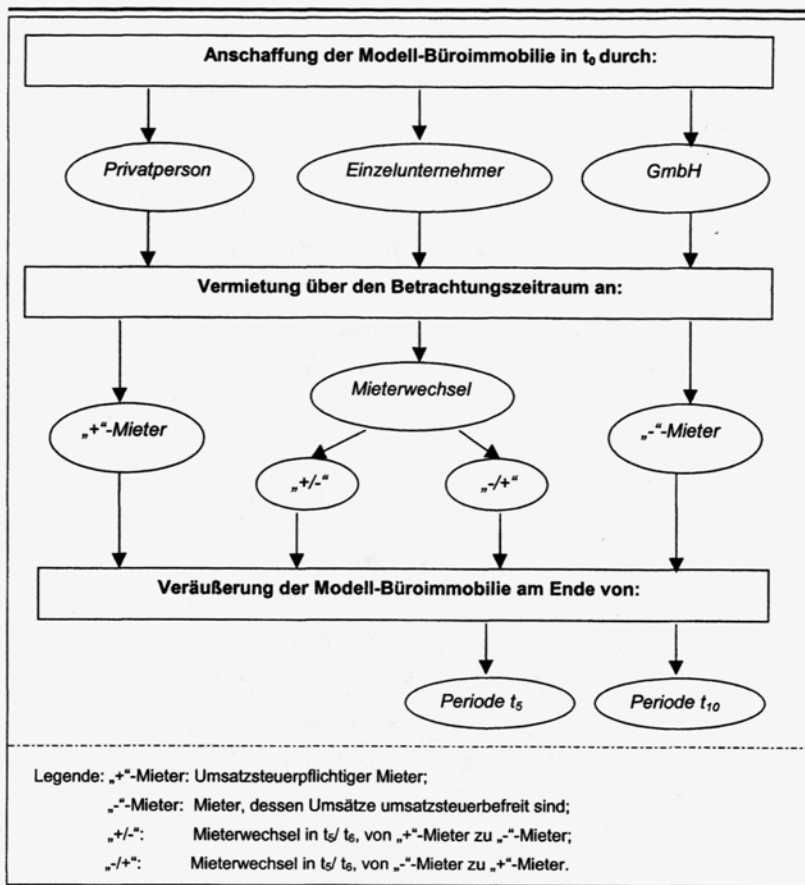 Anschaffung der Modell-Büroimmobilie in t₀ durch:
Privatperson
Einzelunternehmer
GmbH
Vermietung über den Betrachtungszeitraum an:
Mieterwechsel
„+“-Mieter
„-“-Mieter
„+/-“
„-/+“
Veräußerung der Modell-Büroimmobilie am Ende von:
Periode t₅
Periode t₁₀
Legende: „+“-Mieter: Umsatzsteuerpflichtiger Mieter;
„-“-Mieter: Mieter, dessen Umsätze umsatzsteuerbefreit sind;
„+/-“: Mieterwechsel in t₅/ t₆, von „+“-Mieter zu „-“-Mieter;
„-/+“: Mieterwechsel in t₅/ t₆, von „-“-Mieter zu „+“-Mieter.